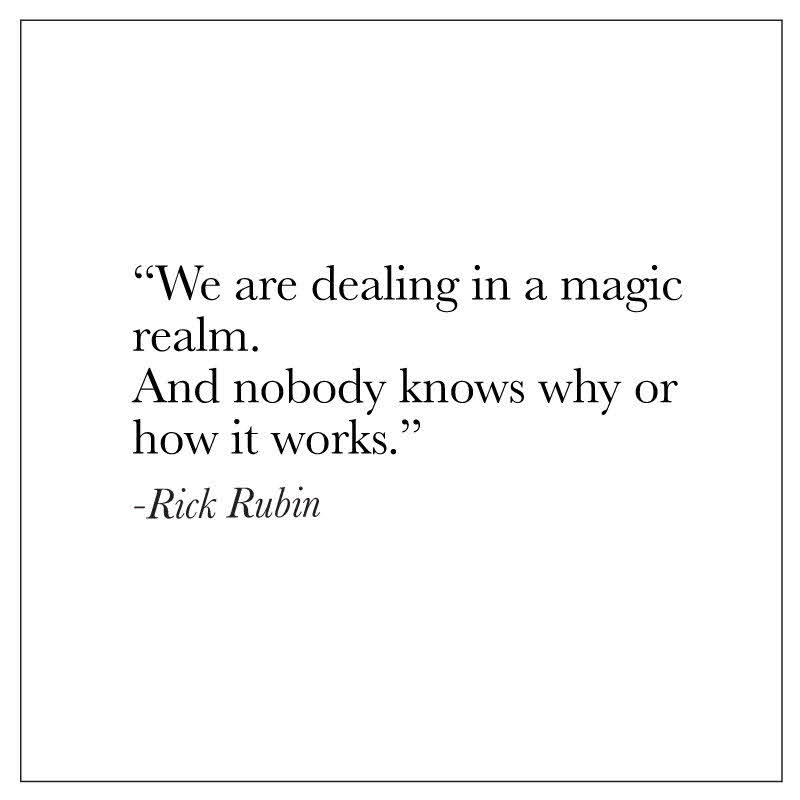 “We are dealing in a magic
realm.
And nobody knows why or
how it works.”
-Rick Rubin